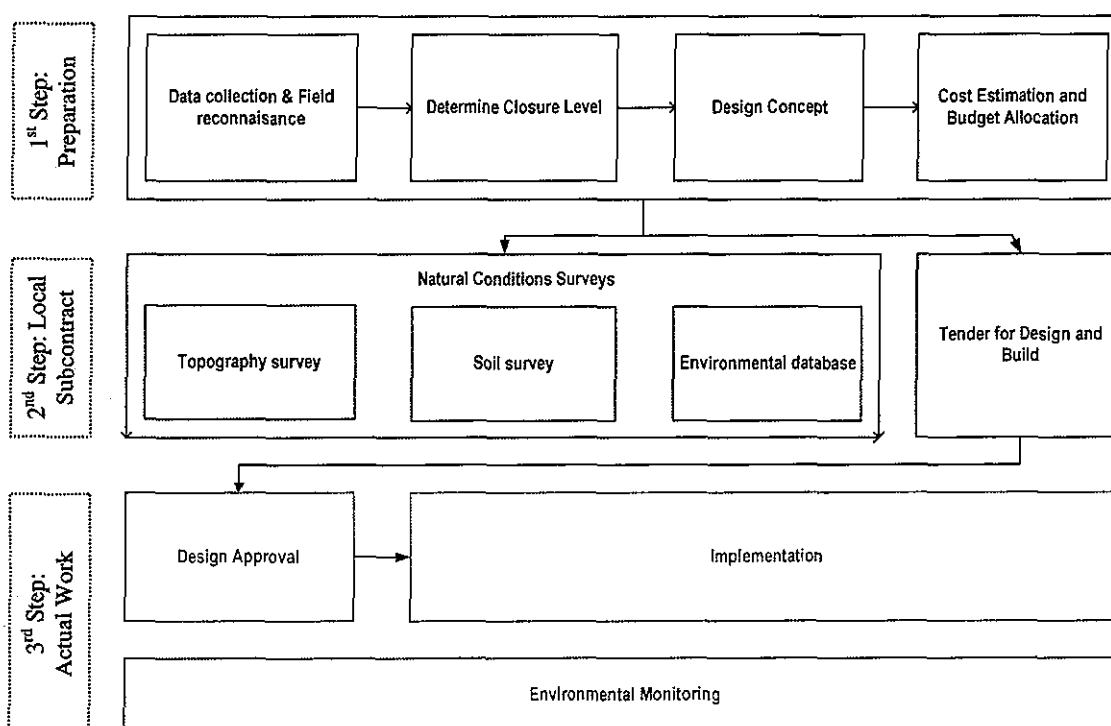 1st Step:
Preparation
Data collection & Field
reconnaisance
Determine Closure Level
Design Concept
Cost Estimation and
Budget Allocation
2nd Step: Local
Subcontract
Natural Conditions Surveys
Topography survey
Soil survey
Environmental database
Tender for Design and
Build
3rd Step:
Actual Work
Design Approval
Implementation
Environmental Monitoring